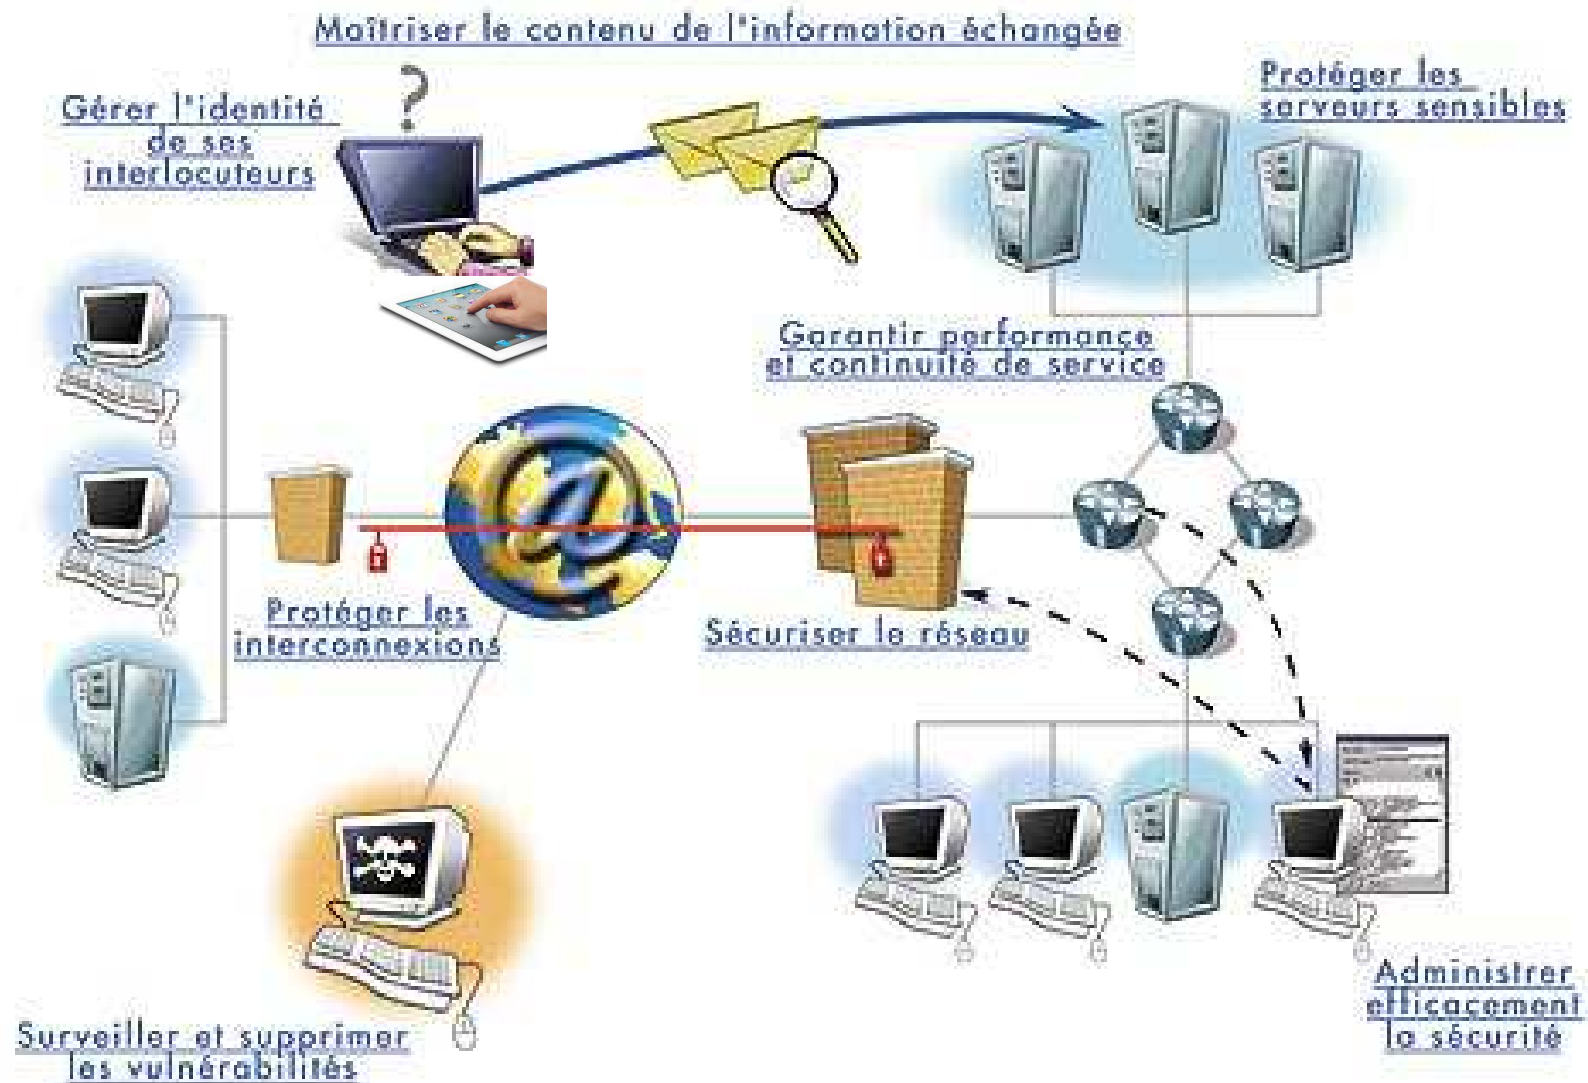 Maîtriser le contenu de l'information échangée
Gérer l'identité
de ses
interlocuteurs
Protéger les
serveurs sensibles
Garantir performance
et continuité de service
Protéger les
interconnexions
Sécuriser le réseau
Surveiller et supprimer
les vulnérabilités
Administrer
efficacement
la sécurité